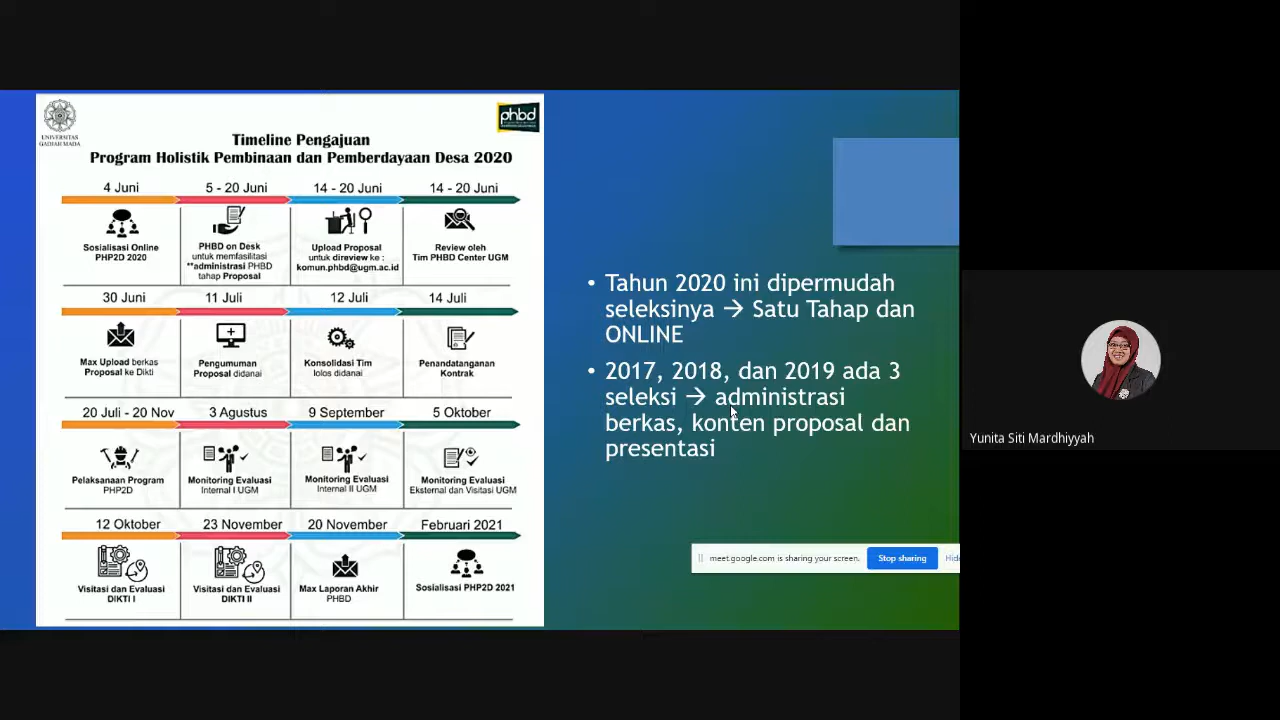 UNIVERSITAS
GADJAH MADA
phbd
Timeline Pengajuan
Program Holistik Pembinaan dan Pemberdayaan Desa 2020
4 Juni
5 - 20 Juni
14 - 20 Juni
14 - 20 Juni
Sosialisasi Online
PHP2D 2020
PHBD on Desk
untuk memfasilitasi
**administrasi PHBD
tahap Proposal
Upload Proposal
untuk direview ke :
komun.phbd@ugm.ac.id
Review oleh
Tim PHBD Center UGM
30 Juni
11 Juli
12 Juli
14 Juli
Max Upload berkas
Proposal ke Dikti
Pengumuman
Proposal didanai
Konsolidasi Tim
lolos didanai
Penandatanganan
Kontrak
20 Juli - 20 Nov
3 Agustus
9 September
5 Oktober
Pelaksanaan Program
PHP2D
Monitoring Evaluasi
Internal I UGM
Monitoring Evaluasi
Internal II UGM
Monitoring Evaluasi
Eksternal dan Visitasi UGM
12 Oktober
23 November
20 November
Februari 2021
Visitasi dan Evaluasi
DIKTI I
Visitasi dan Evaluasi
DIKTI II
Max Laporan Akhir
PHBD
Sosialisasi PHP2D 2021
• Tahun 2020 ini dipermudah
seleksinya → Satu Tahap dan
ONLINE
• 2017, 2018, dan 2019 ada 3
seleksi → administrasi
berkas, konten proposal dan
presentasi
meet.google.com is sharing your screen.
Stop sharing
Hide
Yunita Siti Mardhiyyah